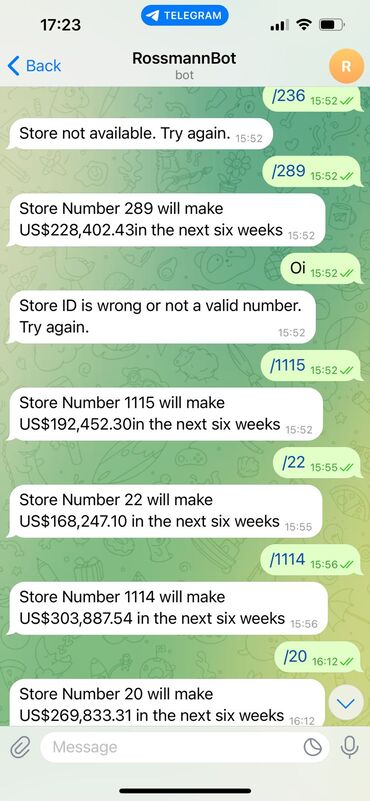 17:23
TELEGRAM
Back
RossmannBot
bot
R
/236 15:52
Store not available. Try again. 15:52
/289 15:52
Store Number 289 will make
US$228,402.43in the next six weeks 15:52
Oi 15:52
Store ID is wrong or not a valid number.
Try again. 15:52
/1115 15:52
Store Number 1115 will make
US$192,452.30in the next six weeks 15:52
/22 15:55
Store Number 22 will make
US$168,247.10 in the next six weeks 15:55
/1114 15:56
Store Number 1114 will make
US$303,887.54 in the next six weeks 15:56
/20 16:12
Store Number 20 will make
US$269,833.31 in the next six weeks 16:12
Message